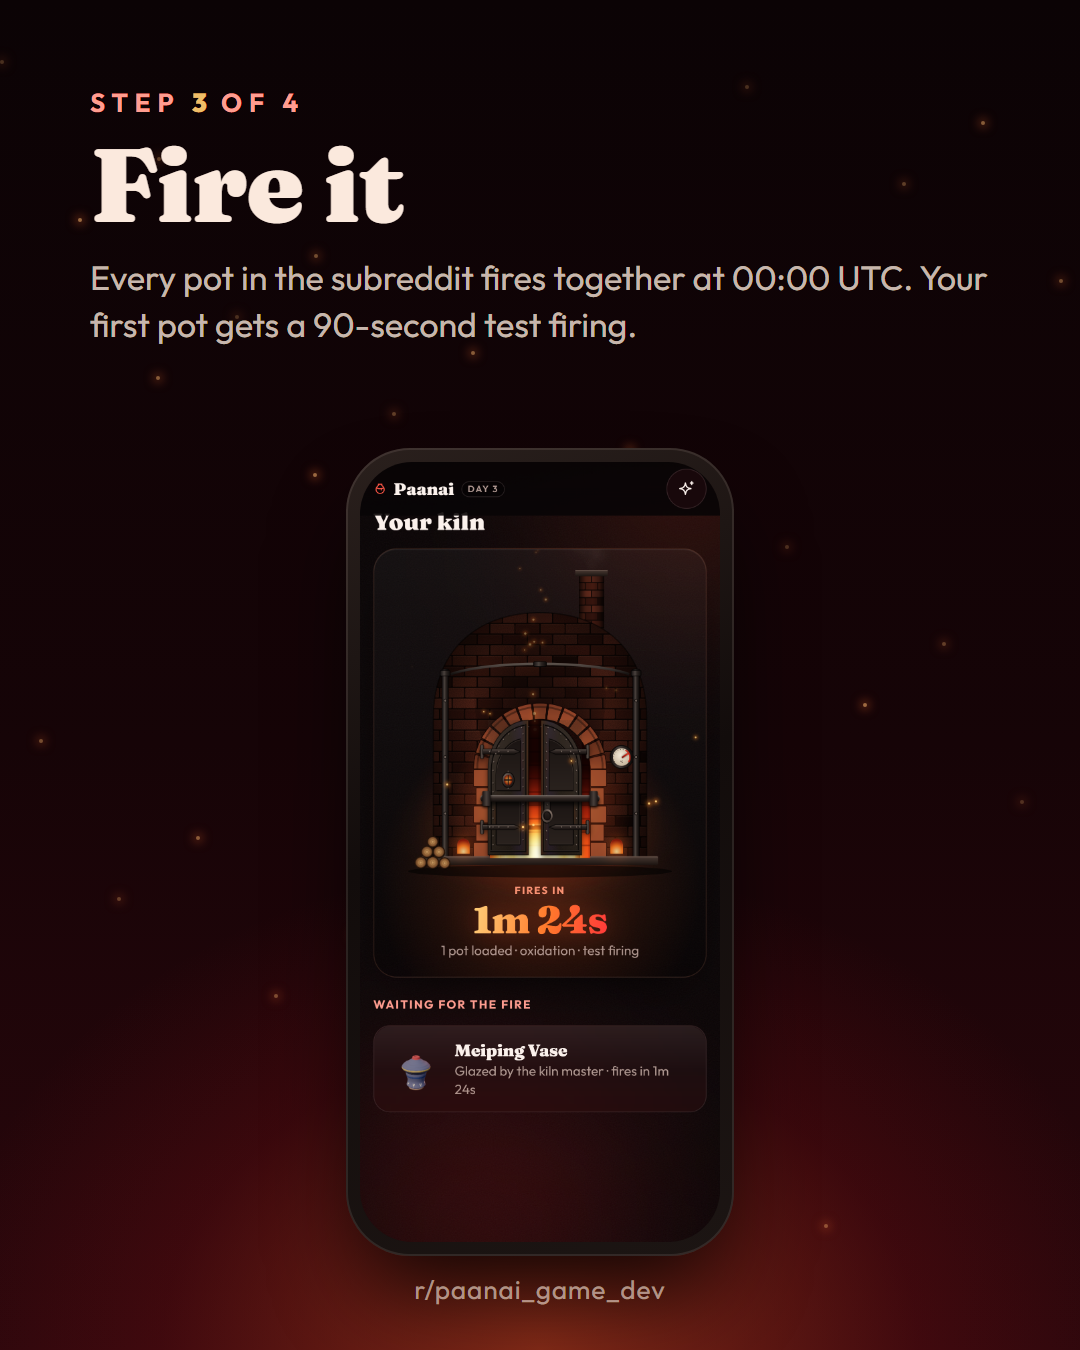 STEP 3 OF 4
Fire it
Every pot in the subreddit fires together at 00:00 UTC. Your
first pot gets a 90-second test firing.
Paanai DAY 3
Your kiln
FIRES IN
1m 24s
1 pot loaded · oxidation · test firing
WAITING FOR THE FIRE
Meiping Vase
Glazed by the kiln master · fires in 1m
24s
r/paanai_game_dev